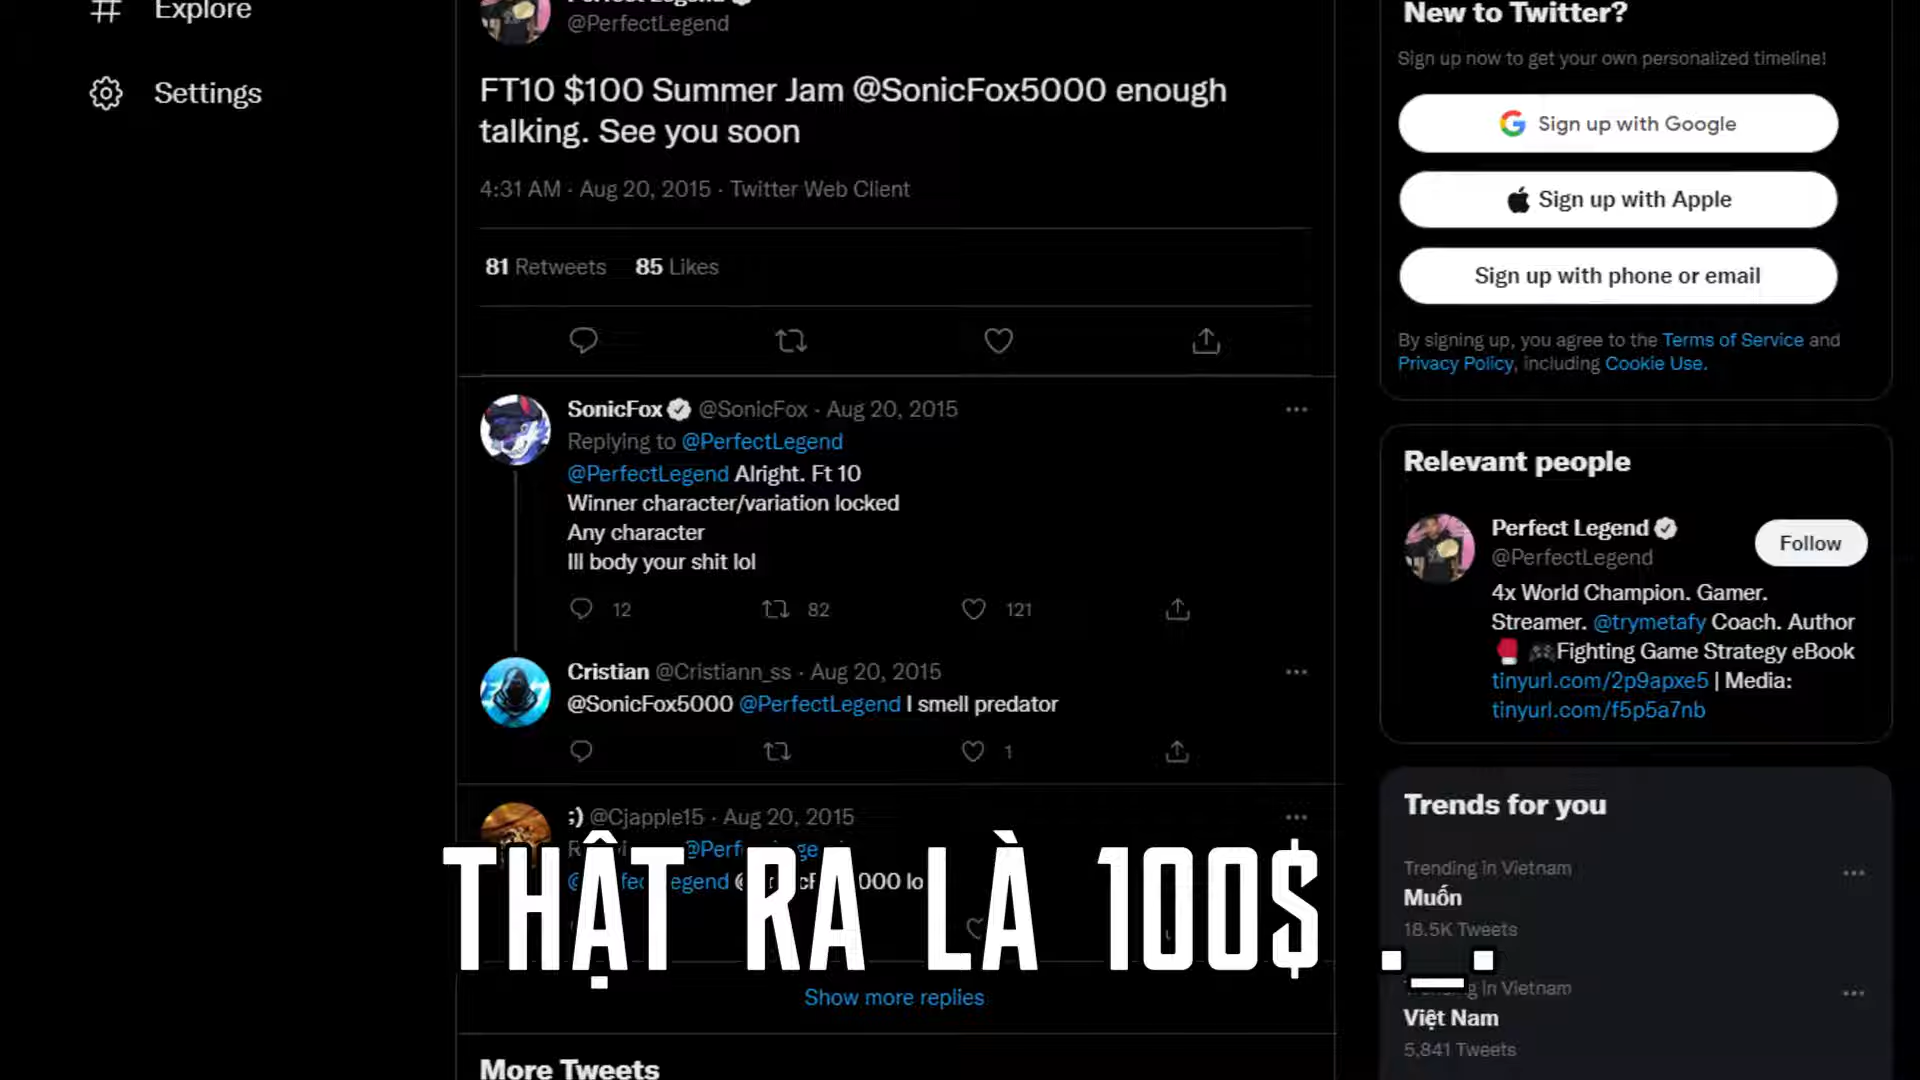 Explore
Settings
@PerfectLegend
FT10 $100 Summer Jam @SonicFox5000 enough
talking. See you soon
4:31 AM · Aug 20, 2015 · Twitter Web Client
81 Retweets 85 Likes
SonicFox @SonicFox · Aug 20, 2015
Replying to @PerfectLegend
@PerfectLegend Alright. Ft 10
Winner character/variation locked
Any character
Ill body your shit lol
12 82 121
Cristian @Cristiann_ss · Aug 20, 2015
@SonicFox5000 @PerfectLegend I smell predator
1
;) @Cjapple15 · Aug 20, 2015
THẬT RA LÀ 100$ ._.
Show more replies
More Tweets
New to Twitter?
Sign up now to get your own personalized timeline!
Sign up with Google
Sign up with Apple
Sign up with phone or email
By signing up, you agree to the Terms of Service and
Privacy Policy, including Cookie Use.
Relevant people
Perfect Legend
@PerfectLegend
Follow
4x World Champion. Gamer.
Streamer. @trymetafy Coach. Author
🥊 🎮Fighting Game Strategy eBook
tinyurl.com/2p9apxe5 | Media:
tinyurl.com/f5p5a7nb
Trends for you
Trending in Vietnam
Muốn
18.5K Tweets
in Vietnam
Việt Nam
5,841 Tweets